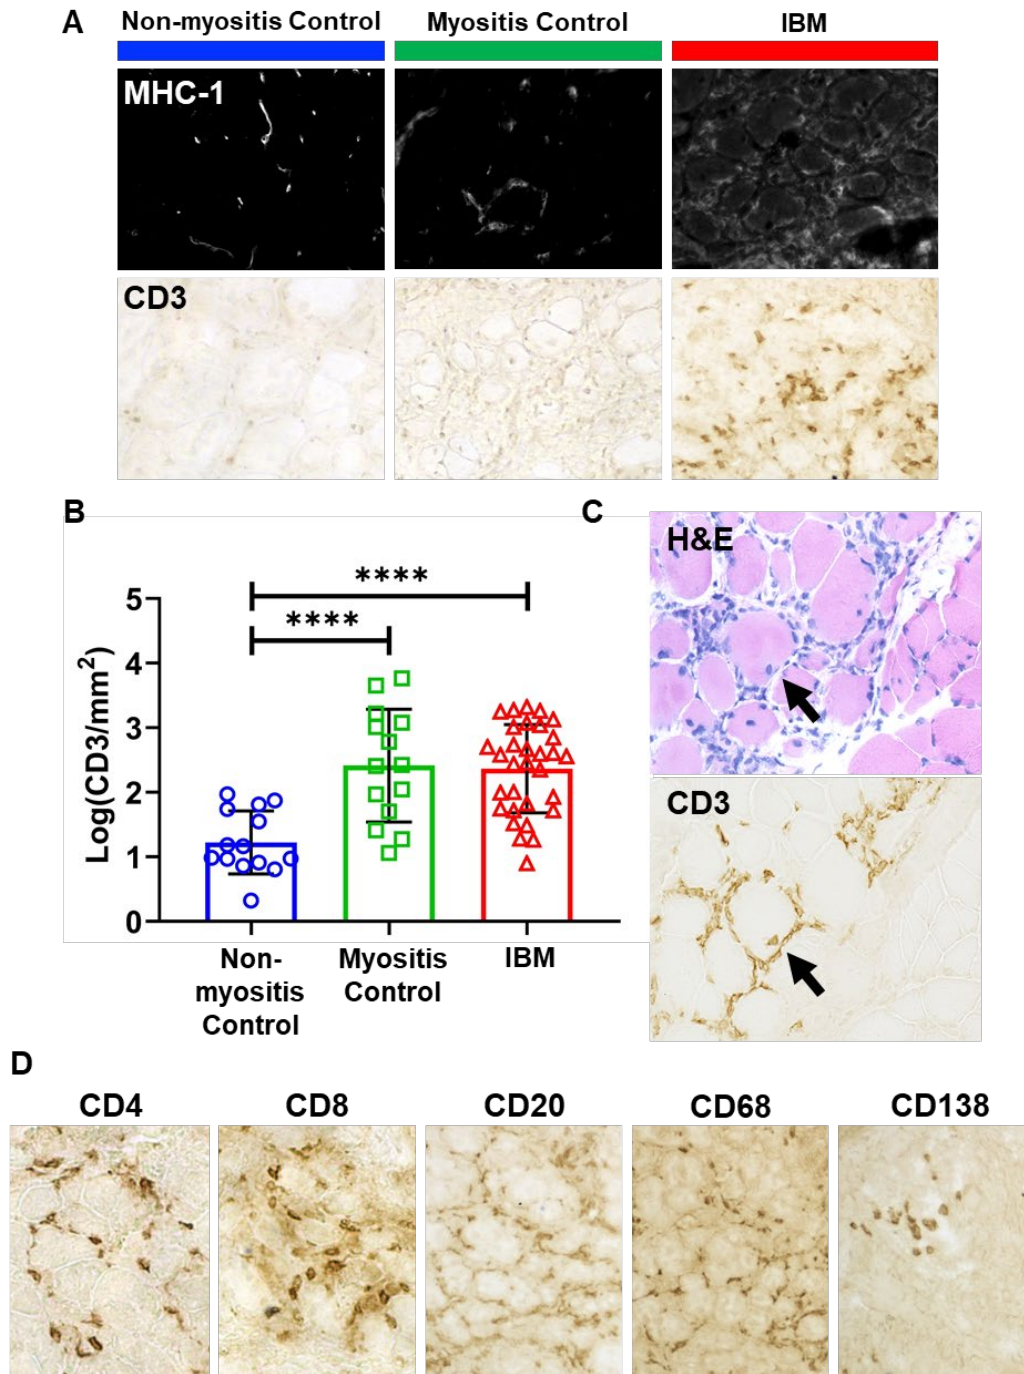 A
Non-myositis Control
Myositis Control
IBM
MHC-1
CD3
B
****
****
5
4
3
2
1
0
Log(CD3/mm²)
Non-
myositis
Control
Myositis
Control
IBM
C
H&E
CD3
D
CD4
CD8
CD20
CD68
CD138